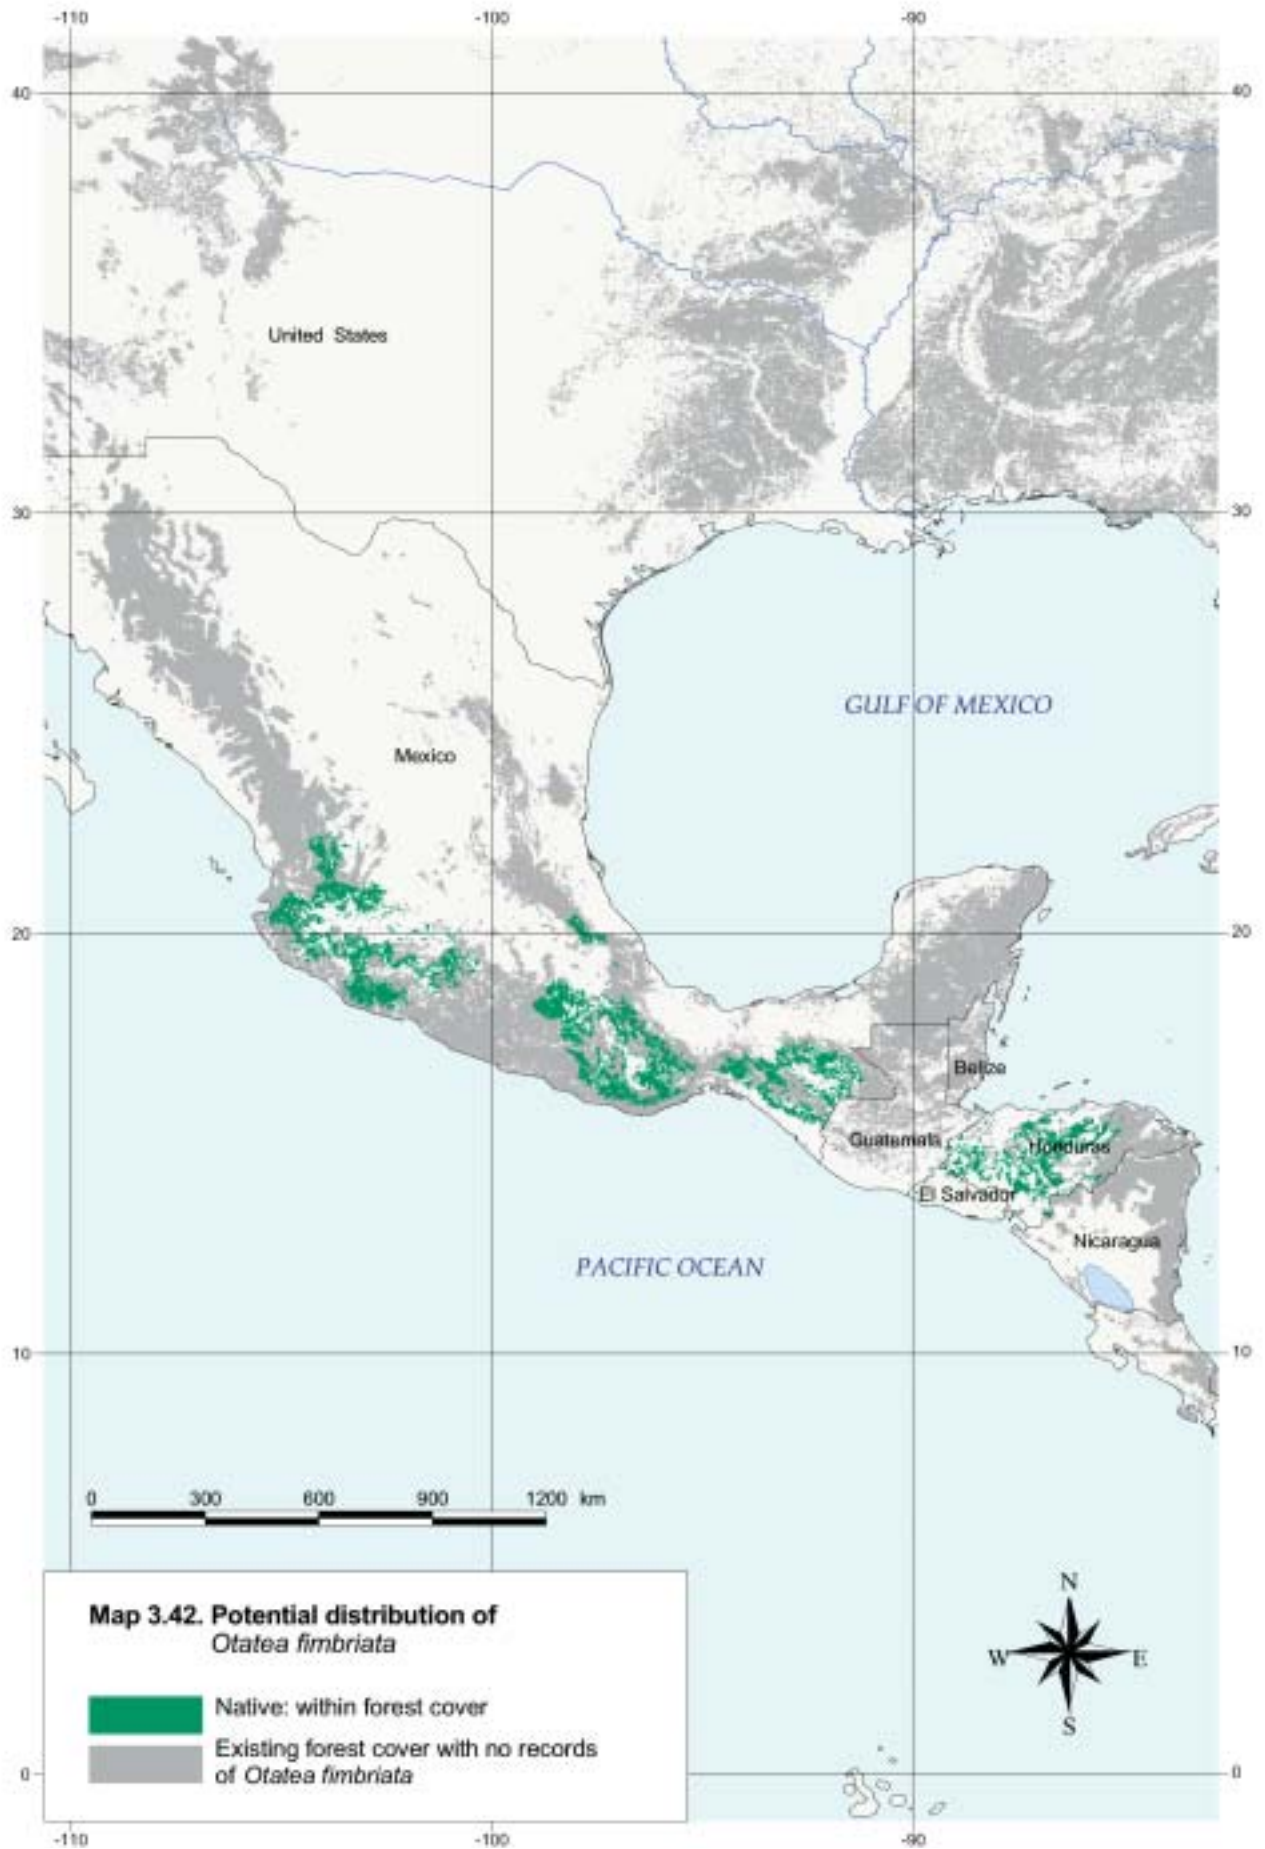 -110 -100 -90
40 40
United States
30 30
GULF OF MEXICO
Mexico
20 20
Belize
Guatemala Honduras
El Salvador
Nicaragua
PACIFIC OCEAN
10 10
0 300 600 900 1200 km
N
W E
S
Map 3.42. Potential distribution of
Otatea fimbriata
Native: within forest cover
Existing forest cover with no records
of Otatea fimbriata
0 0
-110 -100 -90